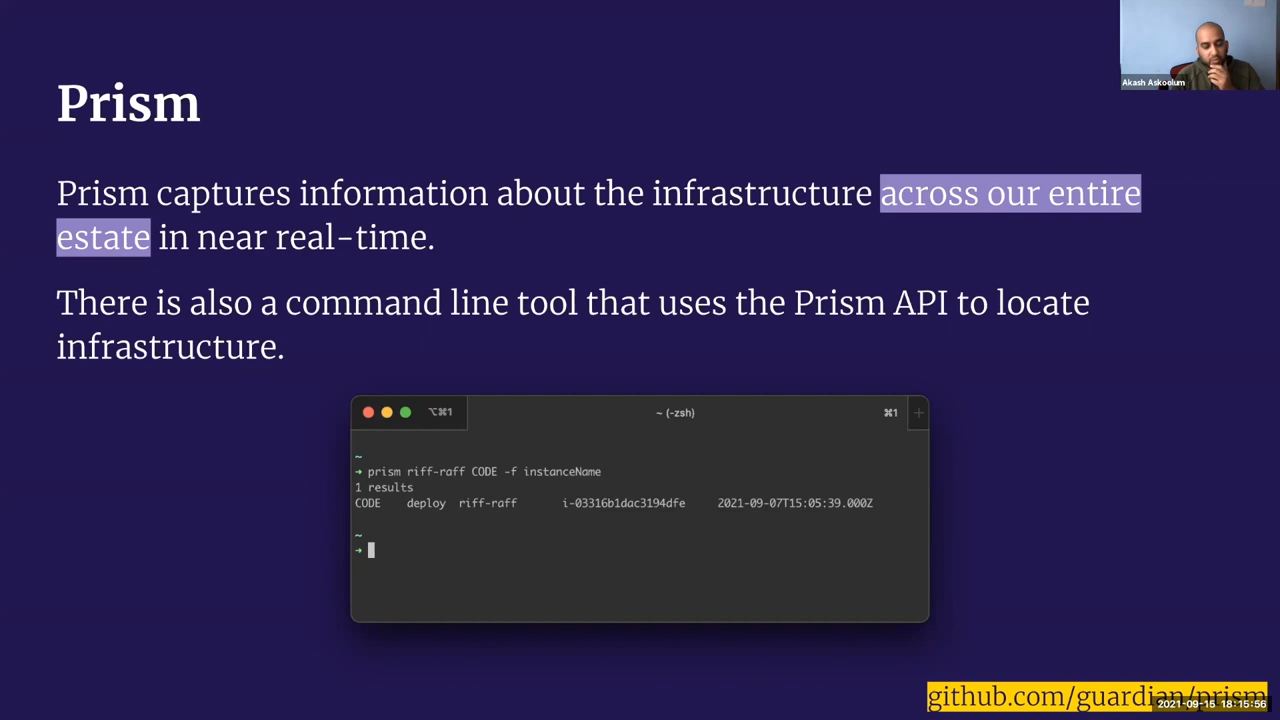 Akash Askoolum
Prism
Prism captures information about the infrastructure across our entire
estate in near real-time.
There is also a command line tool that uses the Prism API to locate
infrastructure.
⌥⌘1
~ (-zsh)
⌘1
+
~
→ prism riff-raff CODE -f instanceName
1 results
CODE deploy riff-raff i-03316b1dac3194dfe 2021-09-07T15:05:39.000Z
~
→
github.com/guardian/prism
2021-09-15 18:15:56